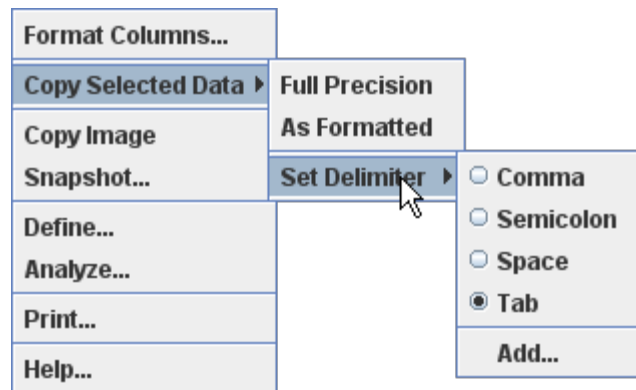 Format Columns...
Copy Selected Data
Copy Image
Snapshot...
Define...
Analyze...
Print...
Help...
Full Precision
As Formatted
Set Delimiter
Comma
Semicolon
Space
Tab
Add...